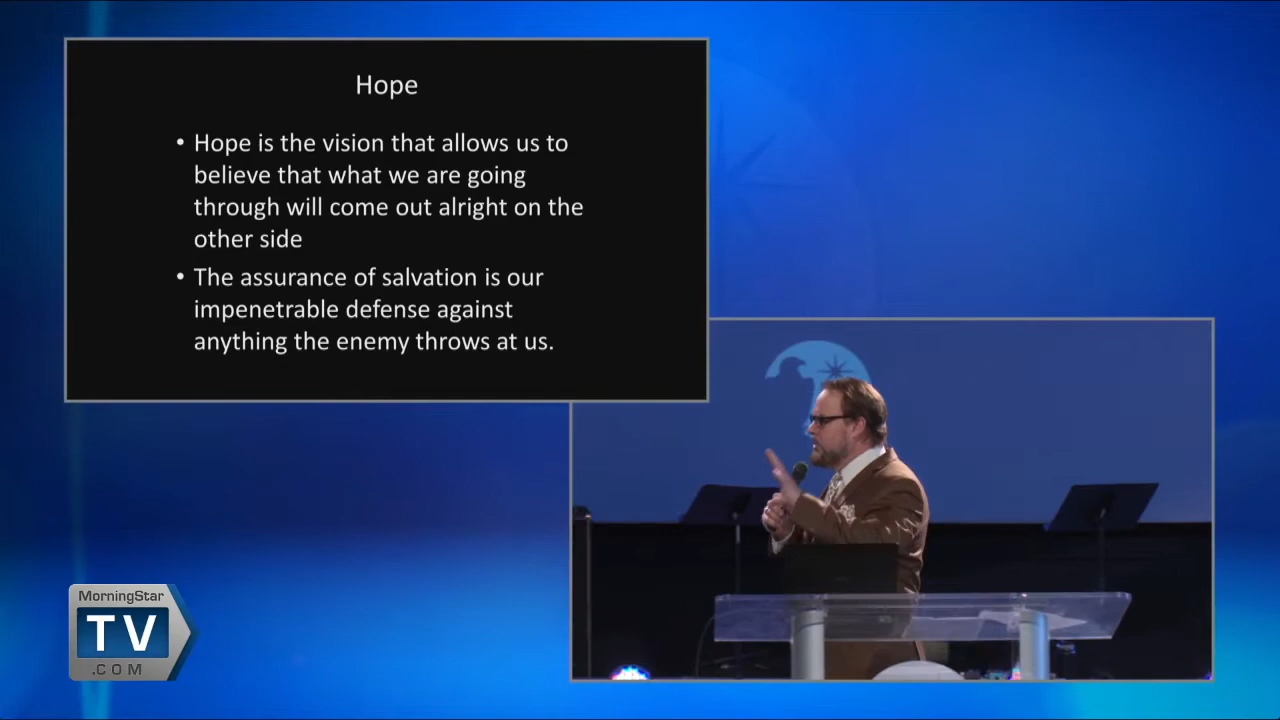 Hope
• Hope is the vision that allows us to
believe that what we are going
through will come out alright on the
other side
• The assurance of salvation is our
impenetrable defense against
anything the enemy throws at us.
MorningStar
TV
.COM